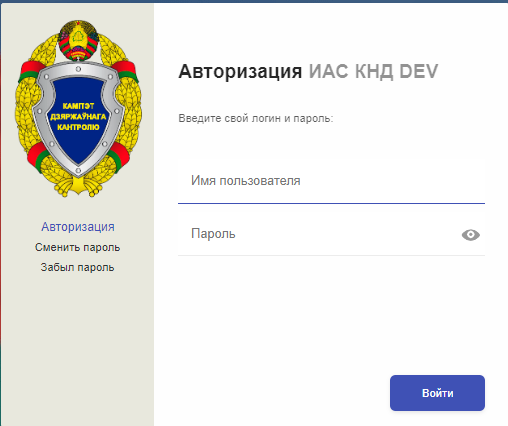 КАМІТЭТ
ДЗЯРЖАЎНАГА
КАНТРОЛЮ
Авторизация
Сменить пароль
Забыл пароль
Авторизация ИАС КНД DEV
Введите свой логин и пароль:
Имя пользователя
Пароль
Войти